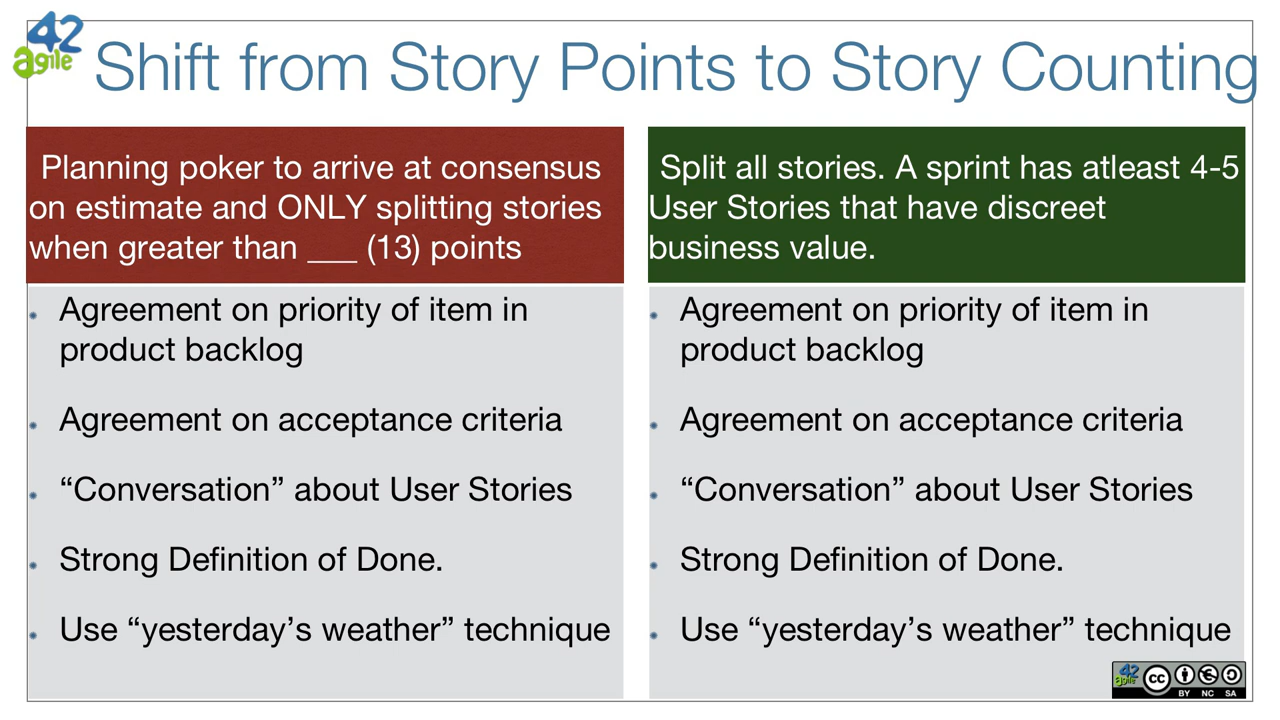 42
agile
Shift from Story Points to Story Counting
Planning poker to arrive at consensus
on estimate and ONLY splitting stories
when greater than ___ (13) points
Split all stories. A sprint has atleast 4-5
User Stories that have discreet
business value.
Agreement on priority of item in
product backlog
Agreement on acceptance criteria
“Conversation” about User Stories
Strong Definition of Done.
Use “yesterday’s weather” technique
Agreement on priority of item in
product backlog
Agreement on acceptance criteria
“Conversation” about User Stories
Strong Definition of Done.
Use “yesterday’s weather” technique
42
agile
cc
BY NC SA